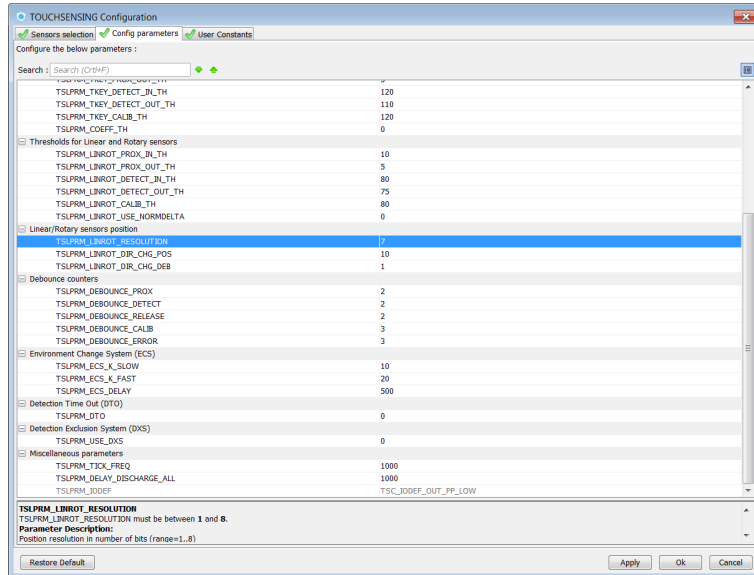 TOUCHSENSING Configuration
Sensors selection Config parameters User Constants
Configure the below parameters :
Search : Search (Crtl+F)
TSLPRM_TKEY_PROX_OUT_TH 5
TSLPRM_TKEY_DETECT_IN_TH 120
TSLPRM_TKEY_DETECT_OUT_TH 110
TSLPRM_TKEY_CALIB_TH 120
TSLPRM_COEFF_TH 0
Thresholds for Linear and Rotary sensors
TSLPRM_LINROT_PROX_IN_TH 10
TSLPRM_LINROT_PROX_OUT_TH 5
TSLPRM_LINROT_DETECT_IN_TH 80
TSLPRM_LINROT_DETECT_OUT_TH 75
TSLPRM_LINROT_CALIB_TH 80
TSLPRM_LINROT_USE_NORMDELTA 0
Linear/Rotary sensors position
TSLPRM_LINROT_RESOLUTION 7
TSLPRM_LINROT_DIR_CHG_POS 10
TSLPRM_LINROT_DIR_CHG_DEB 1
Debounce counters
TSLPRM_DEBOUNCE_PROX 2
TSLPRM_DEBOUNCE_DETECT 2
TSLPRM_DEBOUNCE_RELEASE 2
TSLPRM_DEBOUNCE_CALIB 3
TSLPRM_DEBOUNCE_ERROR 3
Environment Change System (ECS)
TSLPRM_ECS_K_SLOW 10
TSLPRM_ECS_K_FAST 20
TSLPRM_ECS_DELAY 500
Detection Time Out (DTO)
TSLPRM_DTO 0
Detection Exclusion System (DXS)
TSLPRM_USE_DXS 0
Miscellaneous parameters
TSLPRM_TICK_FREQ 1000
TSLPRM_DELAY_DISCHARGE_ALL 1000
TSLPRM_IODEF TSC_IODEF_OUT_PP_LOW
TSLPRM_LINROT_RESOLUTION
TSLPRM_LINROT_RESOLUTION must be between 1 and 8.
Parameter Description:
Position resolution in number of bits (range=1..8)
Restore Default Apply Ok Cancel